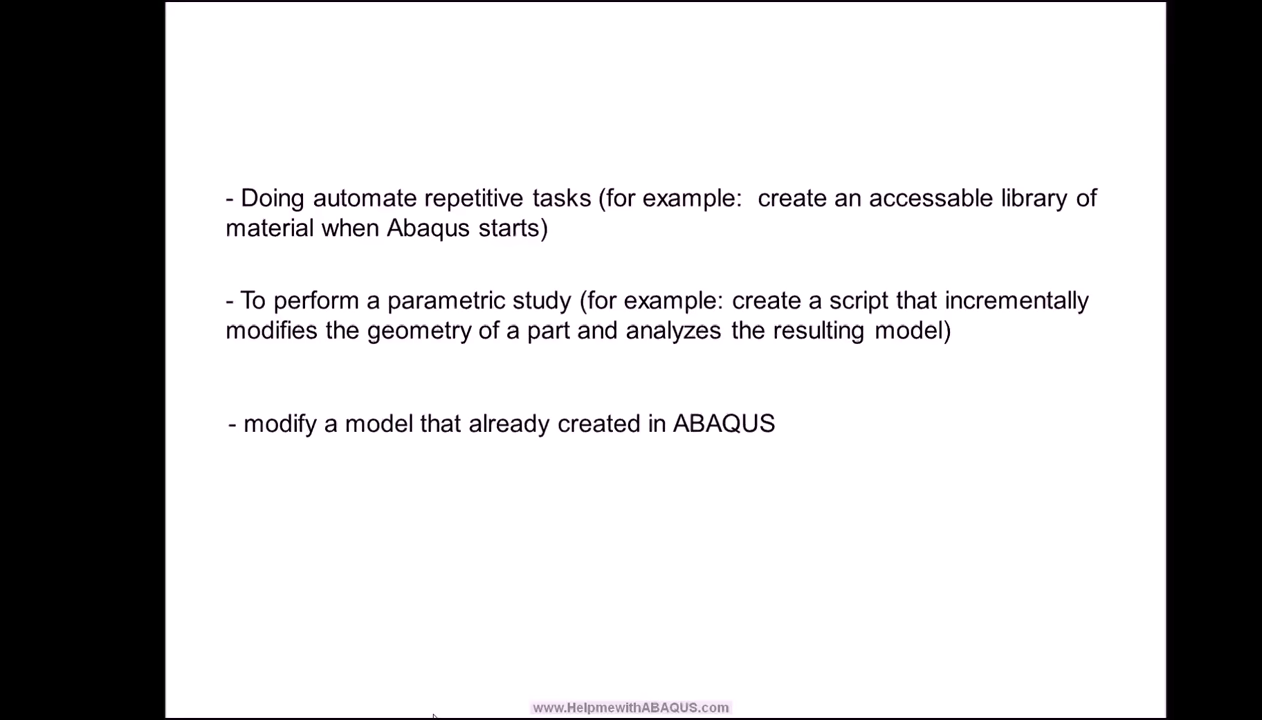 - Doing automate repetitive tasks (for example:  create an accessable library of
material when Abaqus starts)
- To perform a parametric study (for example: create a script that incrementally
modifies the geometry of a part and analyzes the resulting model)
- modify a model that already created in ABAQUS
www.HelpmewithABAQUS.com